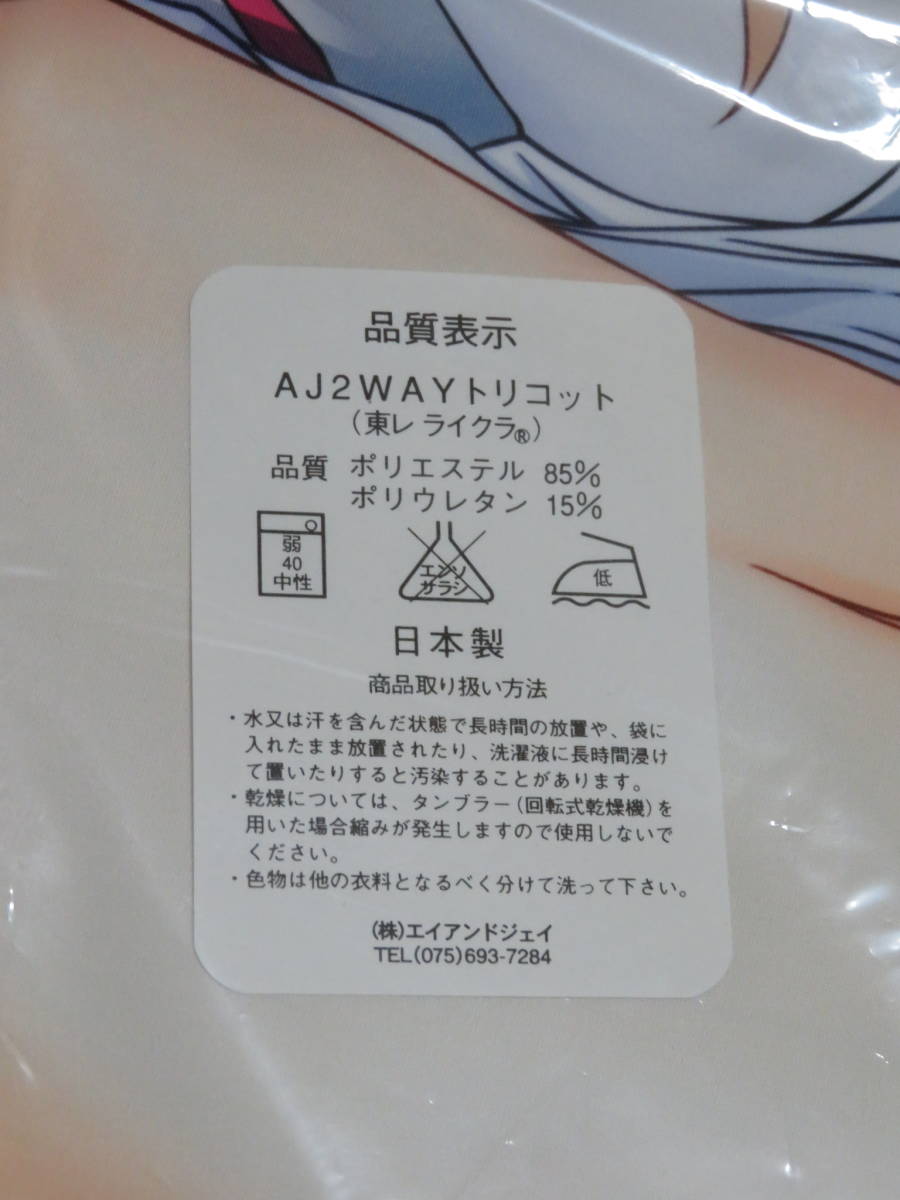 品質表示
AJ2WAYトリコット
(東レ ライクラ®)
品質 ポリエステル 85%
ポリウレタン 15%
弱
40
中性
エンソ
サラシ
低
日本製
商品取り扱い方法
・水又は汗を含んだ状態で長時間の放置や、袋に
入れたまま放置されたり、洗濯液に長時間浸け
て置いたりすると汚染することがあります。
・乾燥については、タンブラー(回転式乾燥機)を
用いた場合縮みが発生しますので使用しないで
ください。
・色物は他の衣料となるべく分けて洗って下さい。
(株)エイアンドジェイ
TEL(075)693-7284